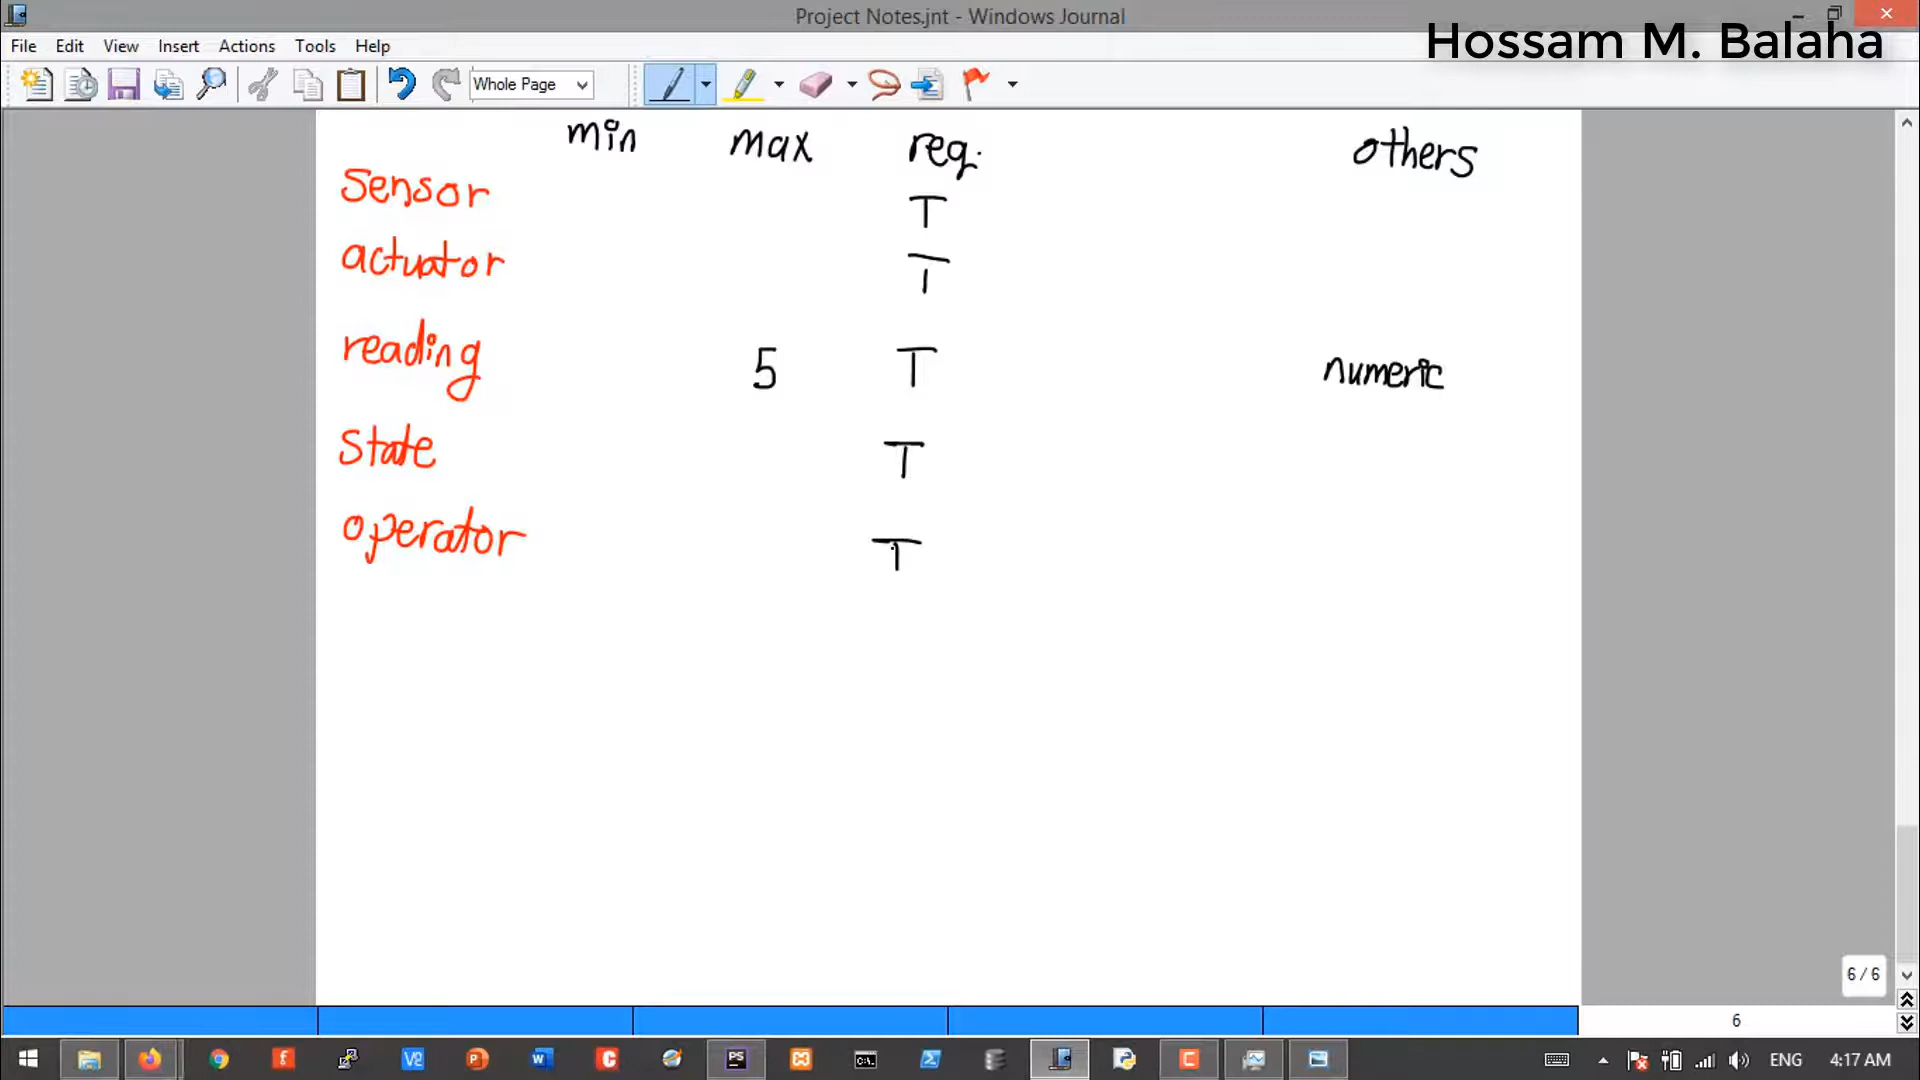 Project Notes.jnt - Windows Journal
Hossam M. Balaha
File Edit View Insert Actions Tools Help
Whole Page
min max req. others
Sensor T
actuator T
reading 5 T numeric
State T
operator T
6 / 6
6
ENG 4:17 AM